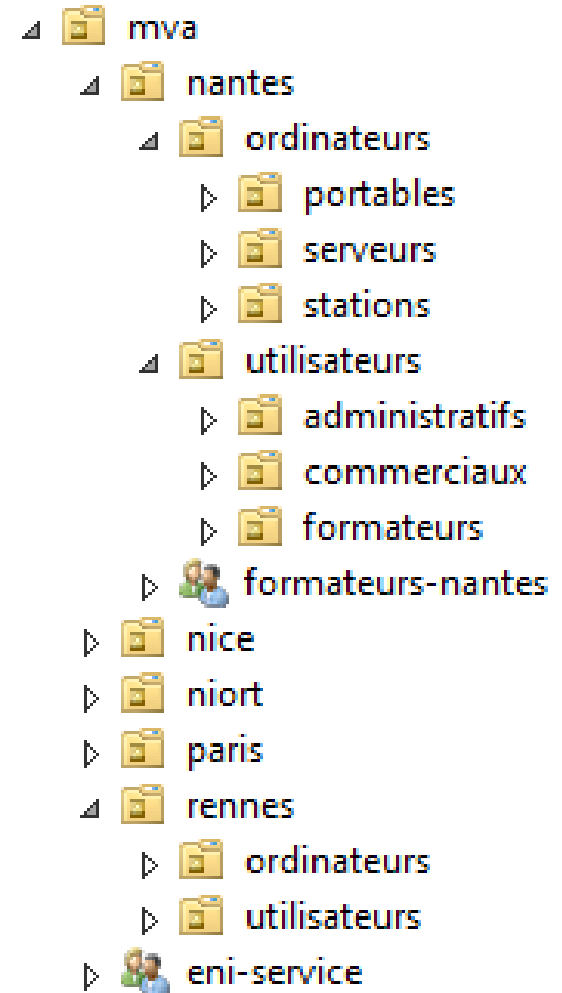 mva
nantes
ordinateurs
portables
serveurs
stations
utilisateurs
administratifs
commerciaux
formateurs
formateurs-nantes
nice
niort
paris
rennes
ordinateurs
utilisateurs
eni-service